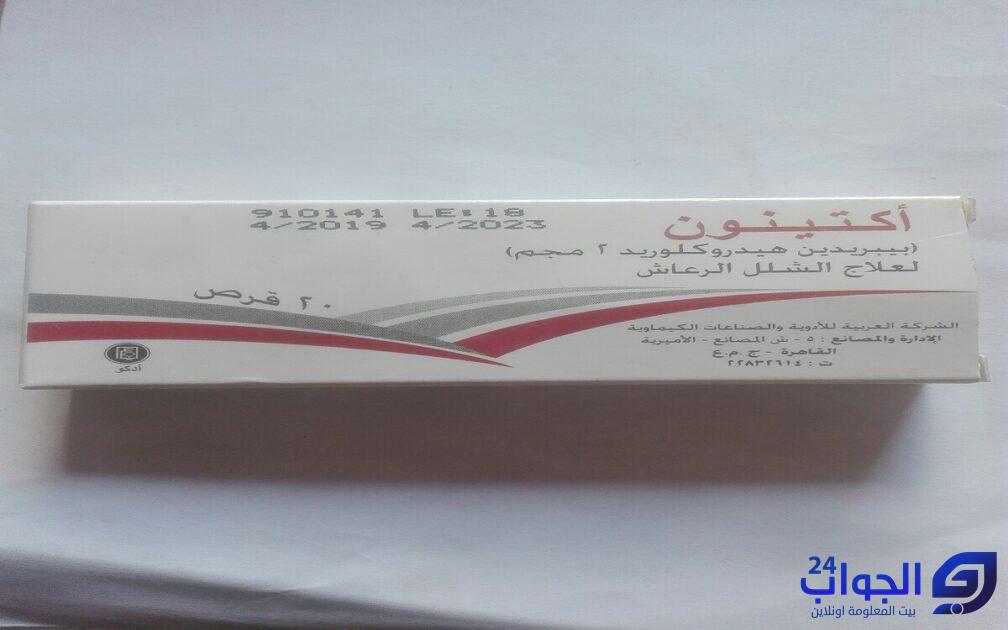 910141 LE:18
4/2019 4/2023
أكتينون
(بيبريدين هيدروكلوريد ٢ مجم)
لعلاج الشلل الرعاش
٢٠ قرص
الشركة العربية للأدوية والصناعات الكيماوية
الإدارة والمصانع : ٥ - ش المصانع - الأميرية
القاهرة - ج.م.ع
ت : ٢٢٨٣٢٦١٤
أدكو
الجواب 24
بيت المعلومة اونلاين